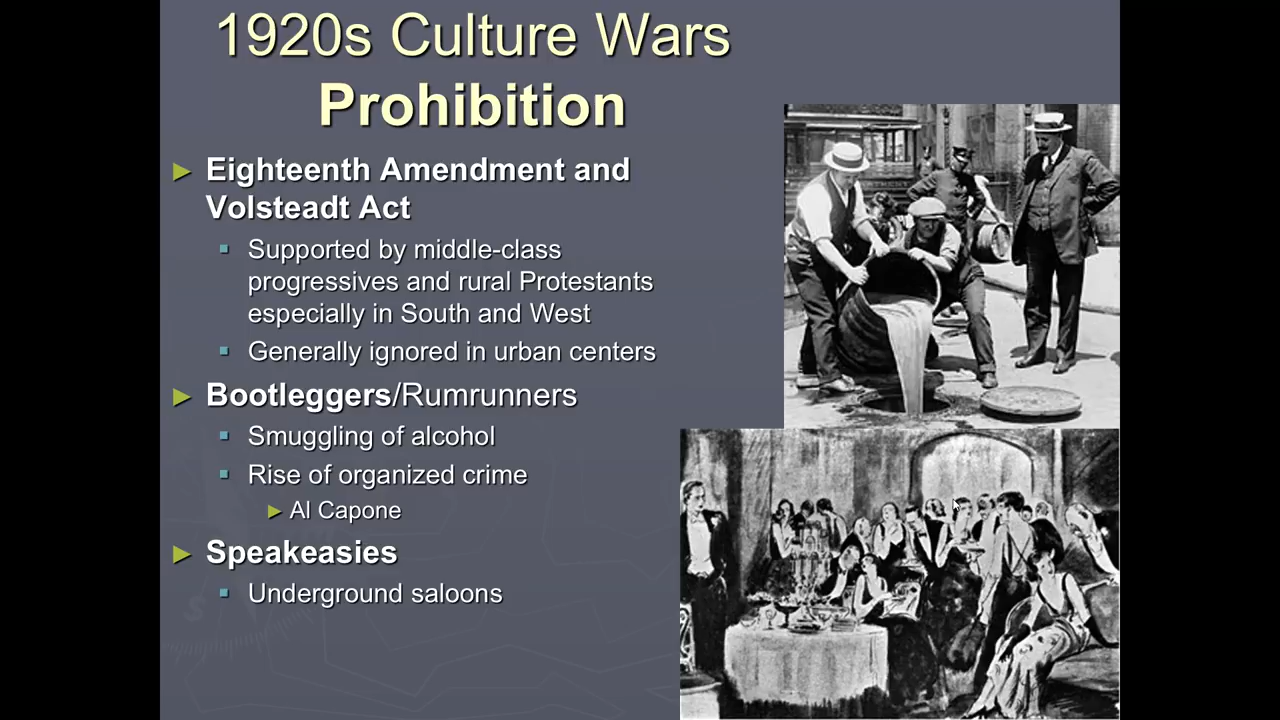 1920s Culture Wars
Prohibition
► Eighteenth Amendment and
Volsteadt Act
▪ Supported by middle-class
progressives and rural Protestants
especially in South and West
▪ Generally ignored in urban centers
► Bootleggers/Rumrunners
▪ Smuggling of alcohol
▪ Rise of organized crime
► Al Capone
► Speakeasies
▪ Underground saloons